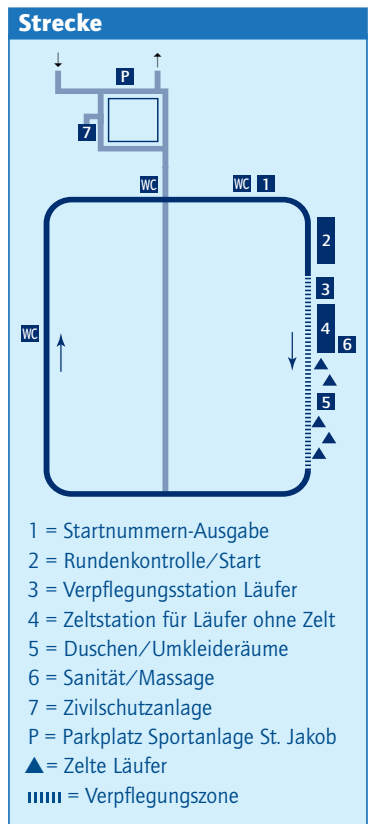 Strecke
P
7
WC
WC 1
2
3
WC
4
6
5
1 = Startnummern-Ausgabe
2 = Rundenkontrolle/Start
3 = Verpflegungsstation Läufer
4 = Zeltstation für Läufer ohne Zelt
5 = Duschen/Umkleideräume
6 = Sanität/Massage
7 = Zivilschutzanlage
P = Parkplatz Sportanlage St. Jakob
▲ = Zelte Läufer
= Verpflegungszone